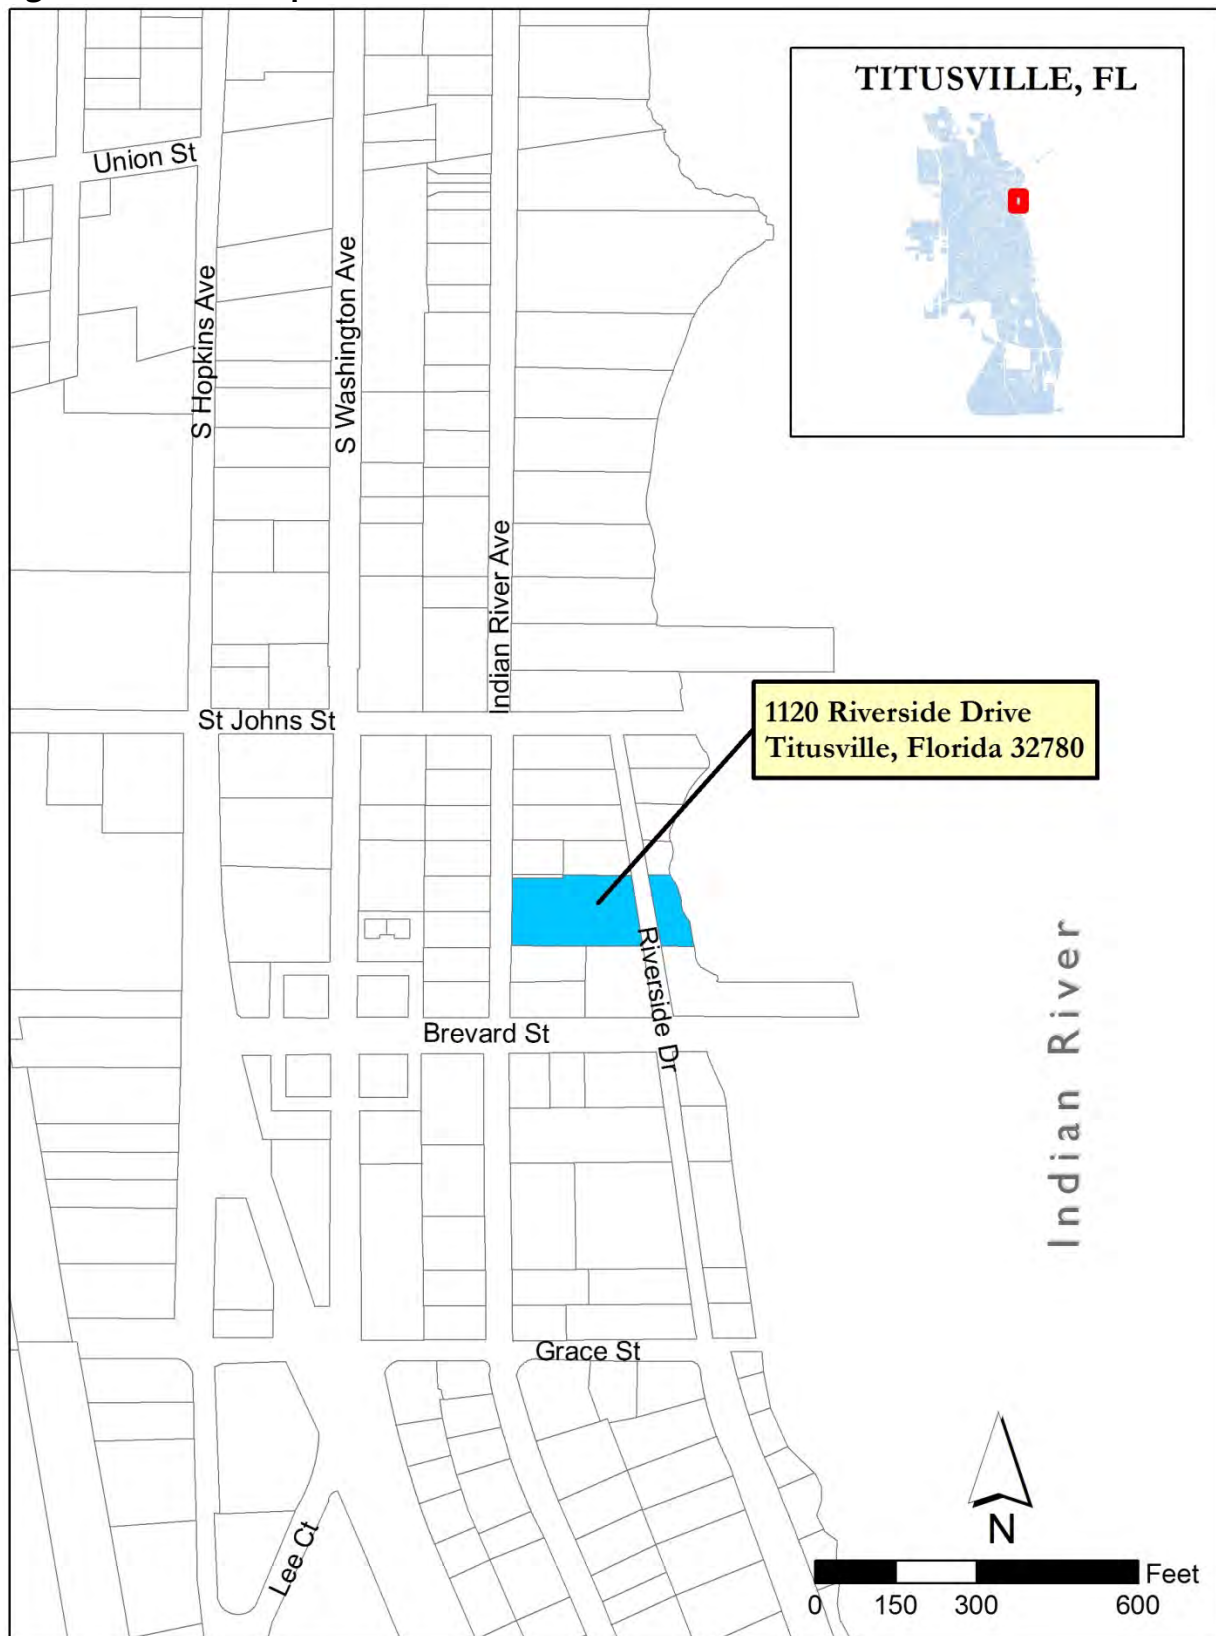 TITUSVILLE, FL
Union St
S Hopkins Ave
S Washington Ave
Indian River Ave
St Johns St
1120 Riverside Drive
Titusville, Florida 32780
Riverside Dr
Brevard St
Indian River
Grace St
Lee Ct
N
Feet
0 150 300 600